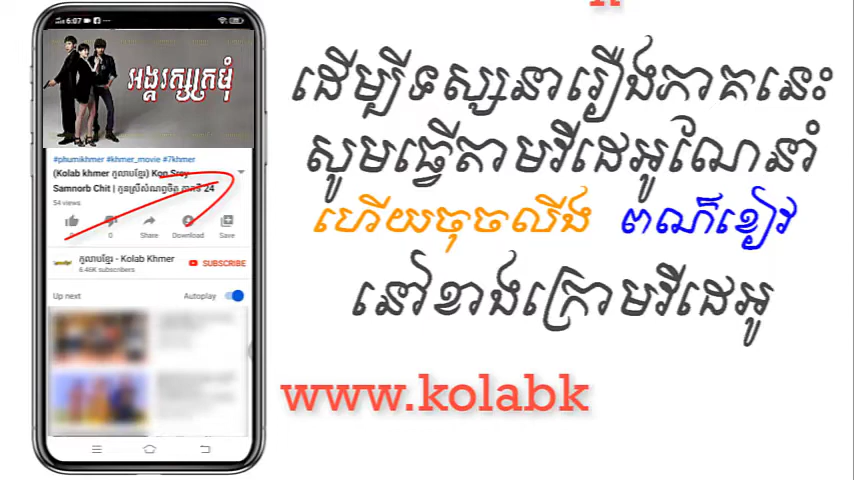 6:07
អង្គរក្សក្រមុំ
#phumikhmer #khmer_movie #7khmer
(Kolab khmer កូលាបខ្មែរ) Kon Srey
Samnorb Chit | កូនស្រីសំណព្វចិត្ត ភាគទី 24
54 views
0
Share
Download
Save
កូលាបខ្មែរ - Kolab Khmer
6.46K subscribers
SUBSCRIBE
Up next
Autoplay
ដើម្បីទស្សនារឿងភាគនេះ
សូមធ្វើតាមវីដេអូណែនាំ
ហើយចុចលីង ពណ៌ខៀវ
នៅខាងក្រោមវីដេអូ
www.kolabk